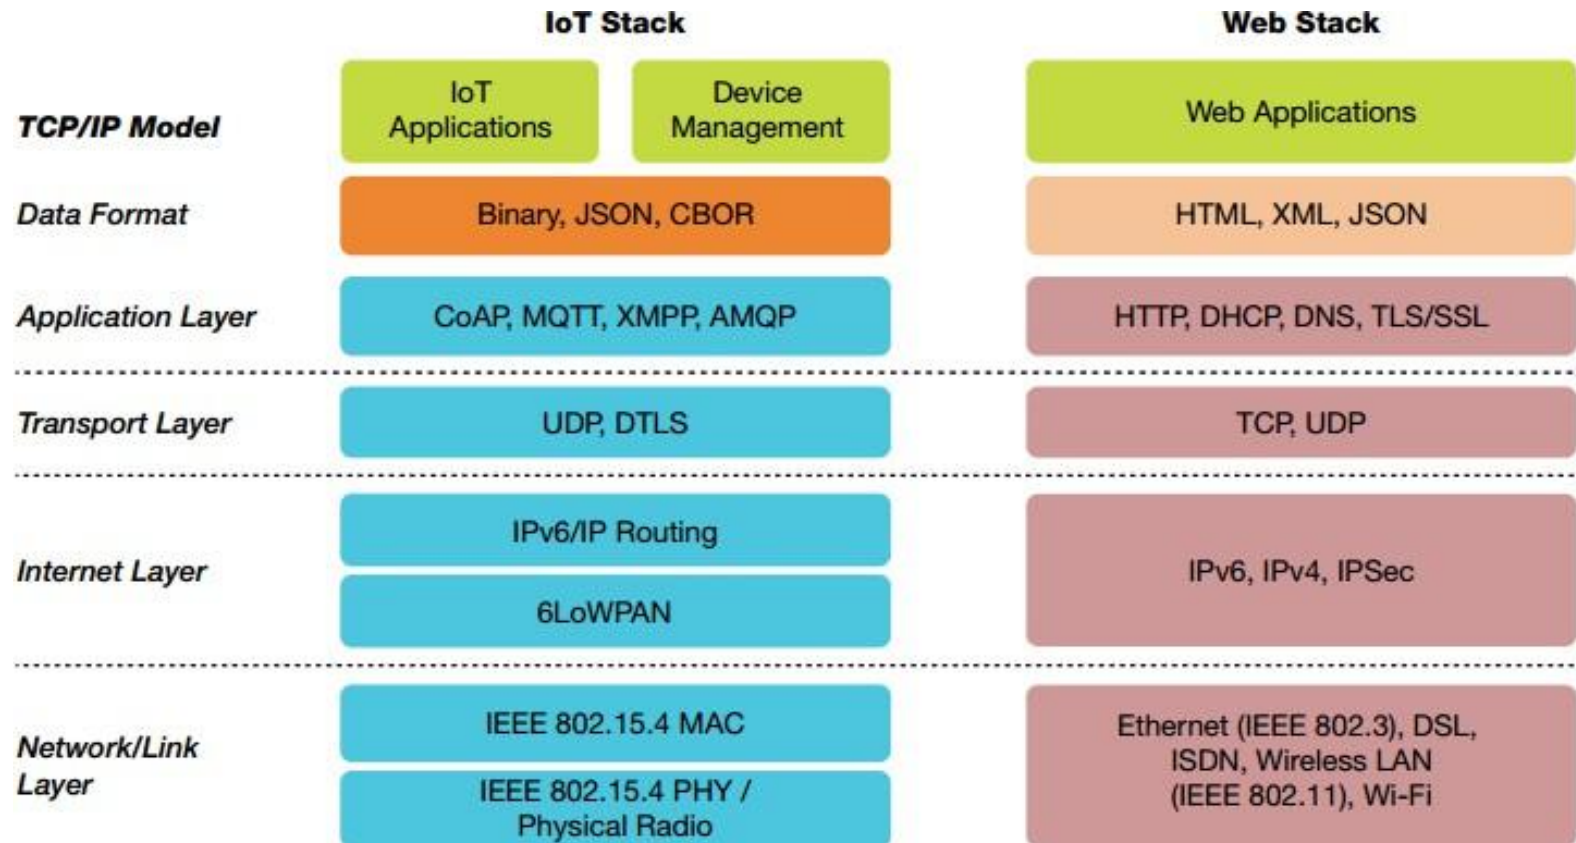 IoT Stack
Web Stack
TCP/IP Model
IoT
Applications
Device
Management
Web Applications
Data Format
Binary, JSON, CBOR
HTML, XML, JSON
Application Layer
CoAP, MQTT, XMPP, AMQP
HTTP, DHCP, DNS, TLS/SSL
Transport Layer
UDP, DTLS
TCP, UDP
Internet Layer
IPv6/IP Routing
6LoWPAN
IPv6, IPv4, IPSec
Network/Link
Layer
IEEE 802.15.4 MAC
IEEE 802.15.4 PHY /
Physical Radio
Ethernet (IEEE 802.3), DSL,
ISDN, Wireless LAN
(IEEE 802.11), Wi-Fi